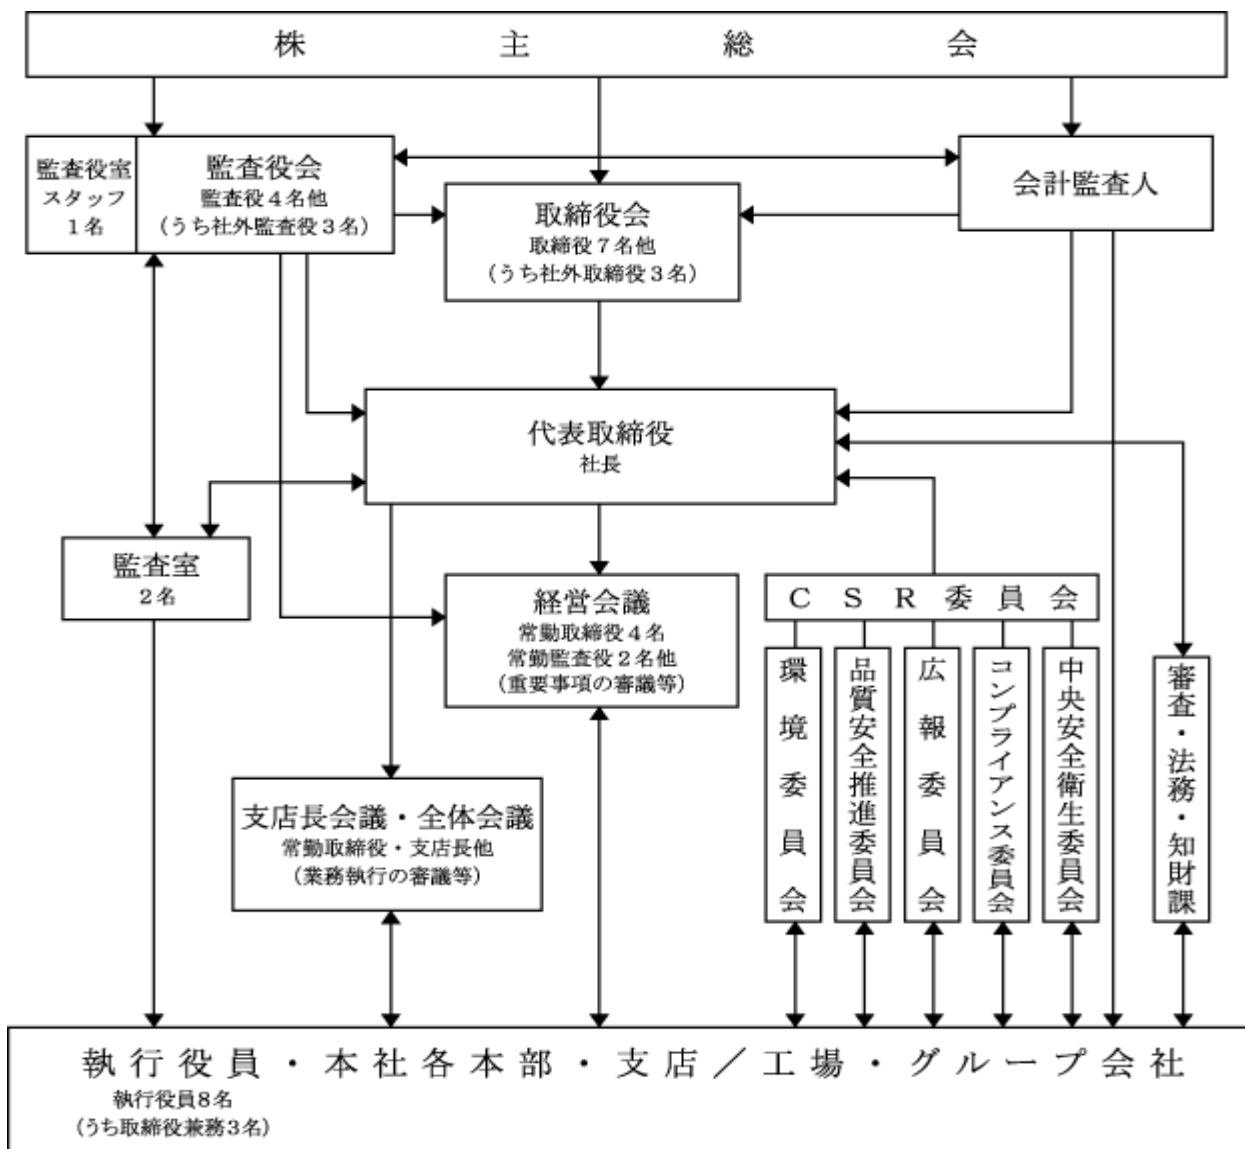 株主総会
監査役室
スタッフ
１名
監査役会
監査役４名他
(うち社外監査役３名)
会計監査人
取締役会
取締役７名他
(うち社外取締役３名)
代表取締役
社長
監査室
２名
経営会議
常勤取締役４名
常勤監査役２名他
(重要事項の審議等)
ＣＳＲ委員会
環境委員会
品質安全推進委員会
広報委員会
コンプライアンス委員会
中央安全衛生委員会
審査・法務・知財課
支店長会議・全体会議
常勤取締役・支店長他
(業務執行の審議等)
執行役員・本社各本部・支店／工場・グループ会社
執行役員8名
(うち取締役兼務3名)